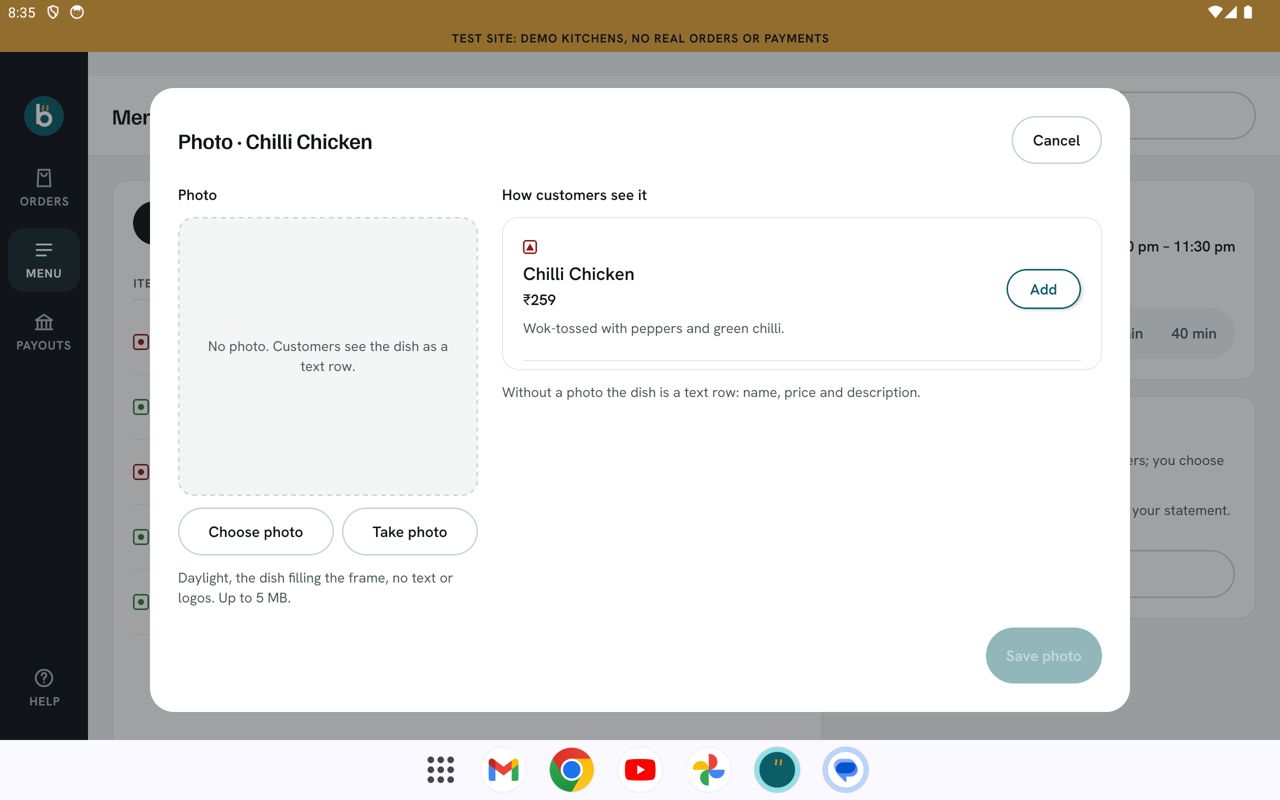 8:35
TEST SITE: DEMO KITCHENS, NO REAL ORDERS OR PAYMENTS
b
ORDERS
MENU
PAYOUTS
HELP
Photo · Chilli Chicken
Cancel
Photo
How customers see it
No photo. Customers see the dish as a
text row.
Chilli Chicken
₹259
Wok-tossed with peppers and green chilli.
Add
Without a photo the dish is a text row: name, price and description.
Choose photo
Take photo
Daylight, the dish filling the frame, no text or
logos. Up to 5 MB.
Save photo
pm – 11:30 pm
40 min
; you choose
your statement.